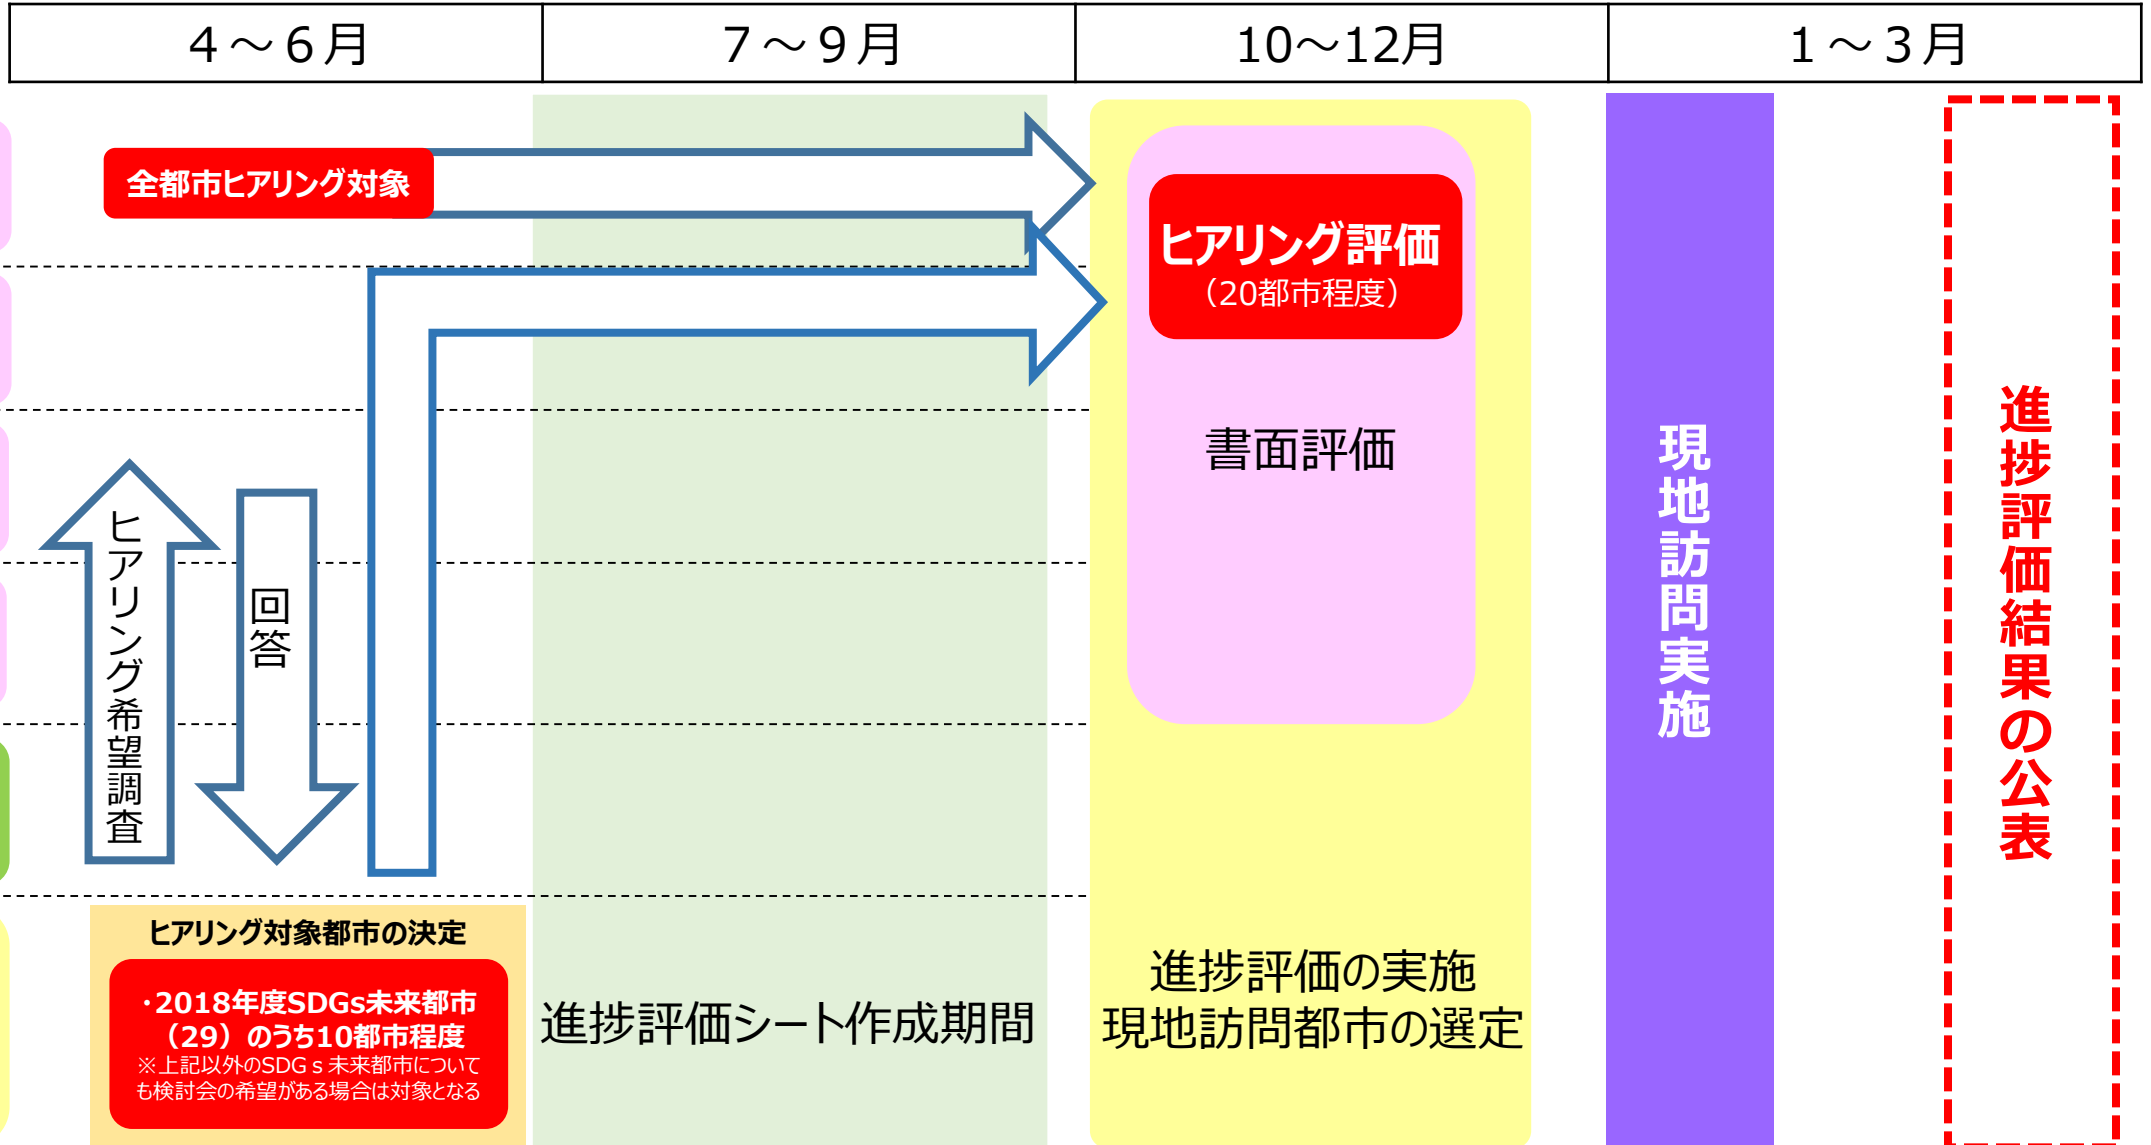 4～6月
7～9月
10～12月
1～3月
全都市ヒアリング対象
ヒアリング評価
（20都市程度）
書面評価
ヒアリング希望調査
回答
現地訪問実施
進捗評価結果の公表
ヒアリング対象都市の決定
・2018年度SDGs未来都市
（29）のうち10都市程度
※上記以外のSDGｓ未来都市について
も検討会の希望がある場合は対象となる
進捗評価シート作成期間
進捗評価の実施
現地訪問都市の選定